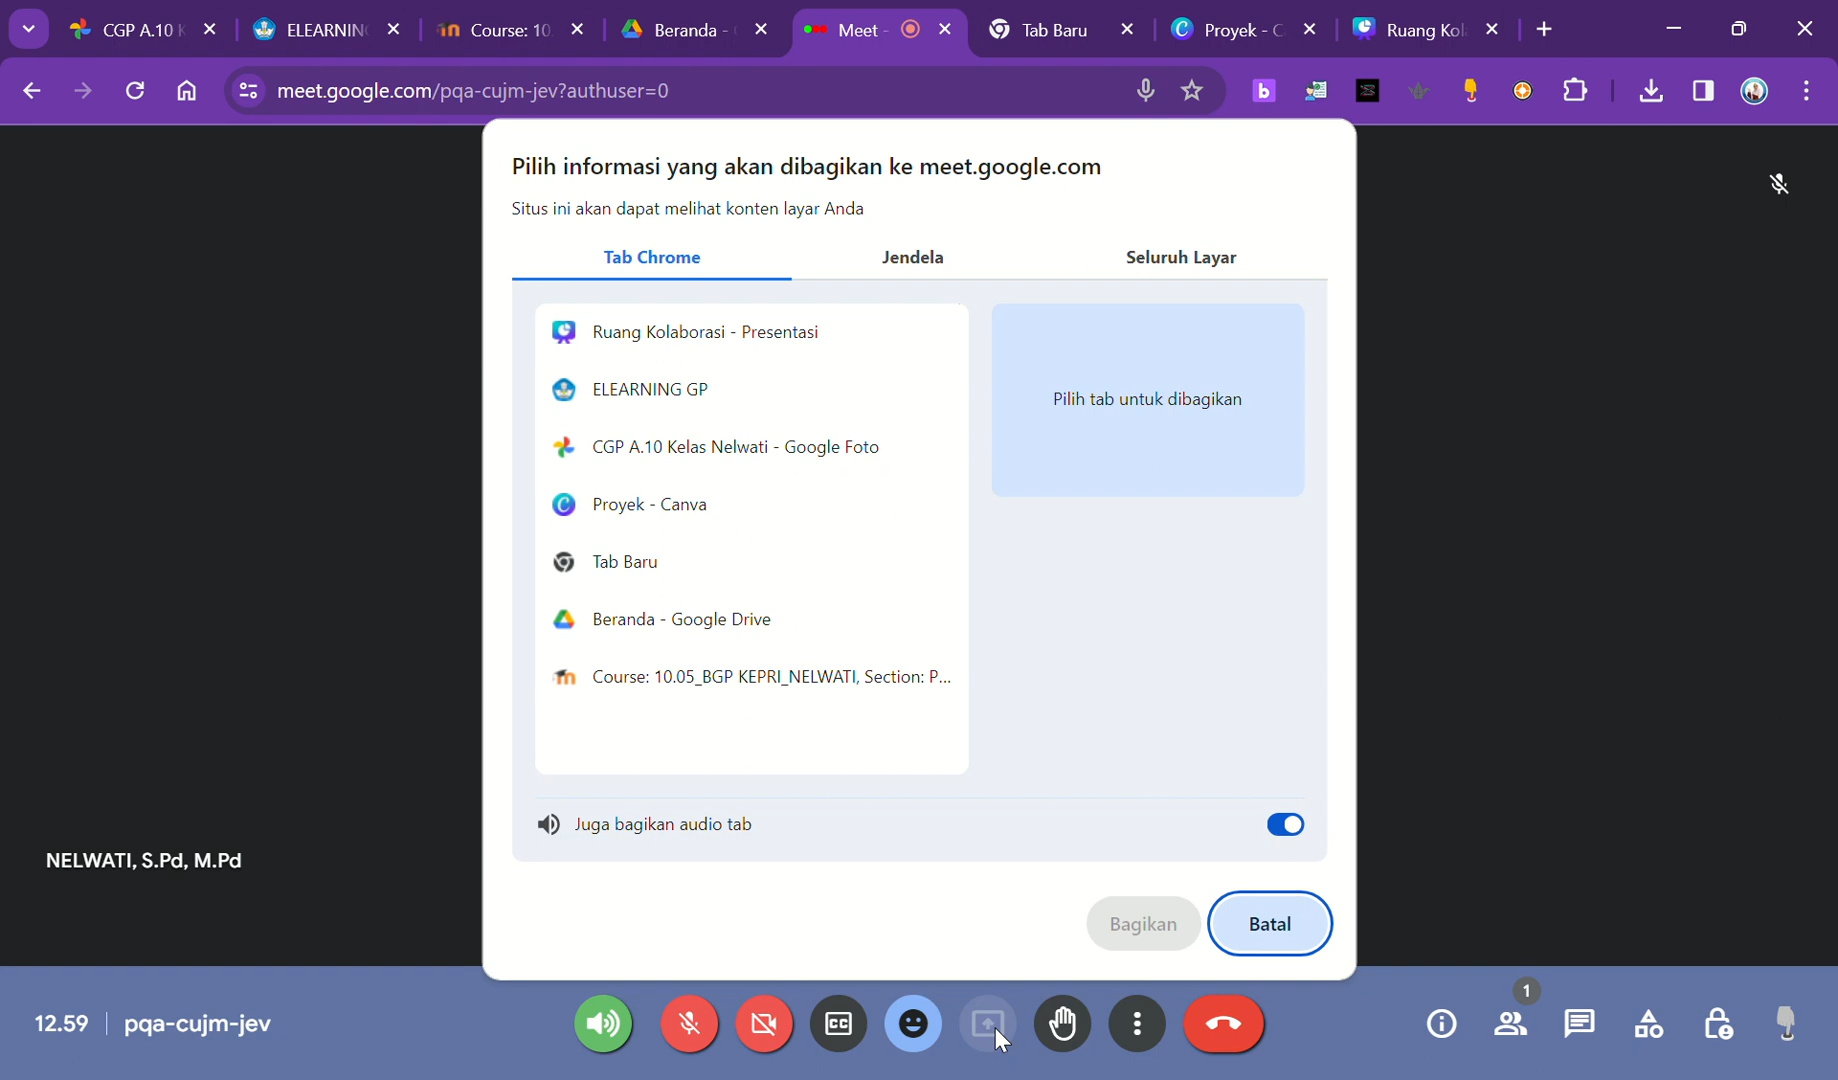 CGP A.10 K
ELEARNING
Course: 10.
Beranda -
Meet -
Tab Baru
Proyek - C
Ruang Kol
meet.google.com/pqa-cujm-jev?authuser=0
b
Pilih informasi yang akan dibagikan ke meet.google.com
Situs ini akan dapat melihat konten layar Anda
Tab Chrome
Jendela
Seluruh Layar
Ruang Kolaborasi - Presentasi
ELEARNING GP
CGP A.10 Kelas Nelwati - Google Foto
Proyek - Canva
Tab Baru
Beranda - Google Drive
Course: 10.05_BGP KEPRI_NELWATI, Section: P...
Pilih tab untuk dibagikan
Juga bagikan audio tab
NELWATI, S.Pd, M.Pd
Bagikan
Batal
12.59
pqa-cujm-jev
CC
1